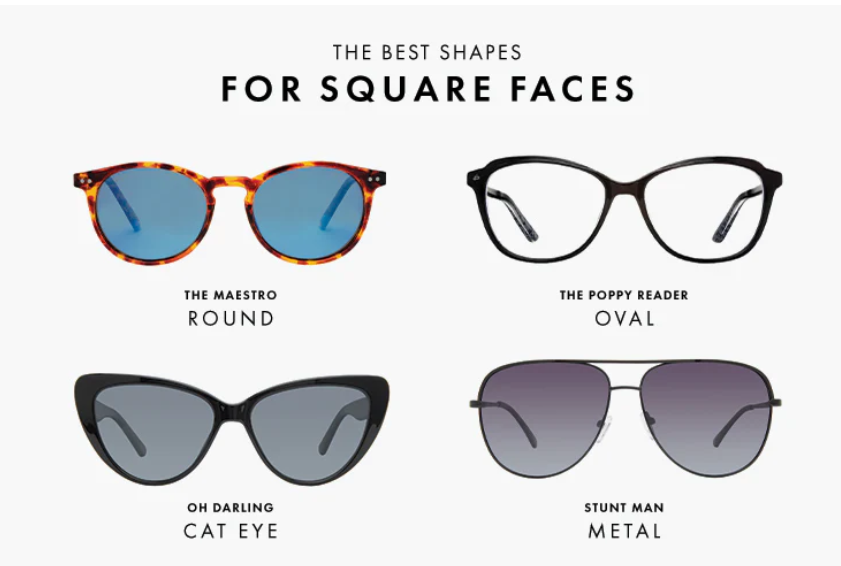 THE BEST SHAPES
FOR SQUARE FACES
THE MAESTRO
ROUND
THE POPPY READER
OVAL
OH DARLING
CAT EYE
STUNT MAN
METAL